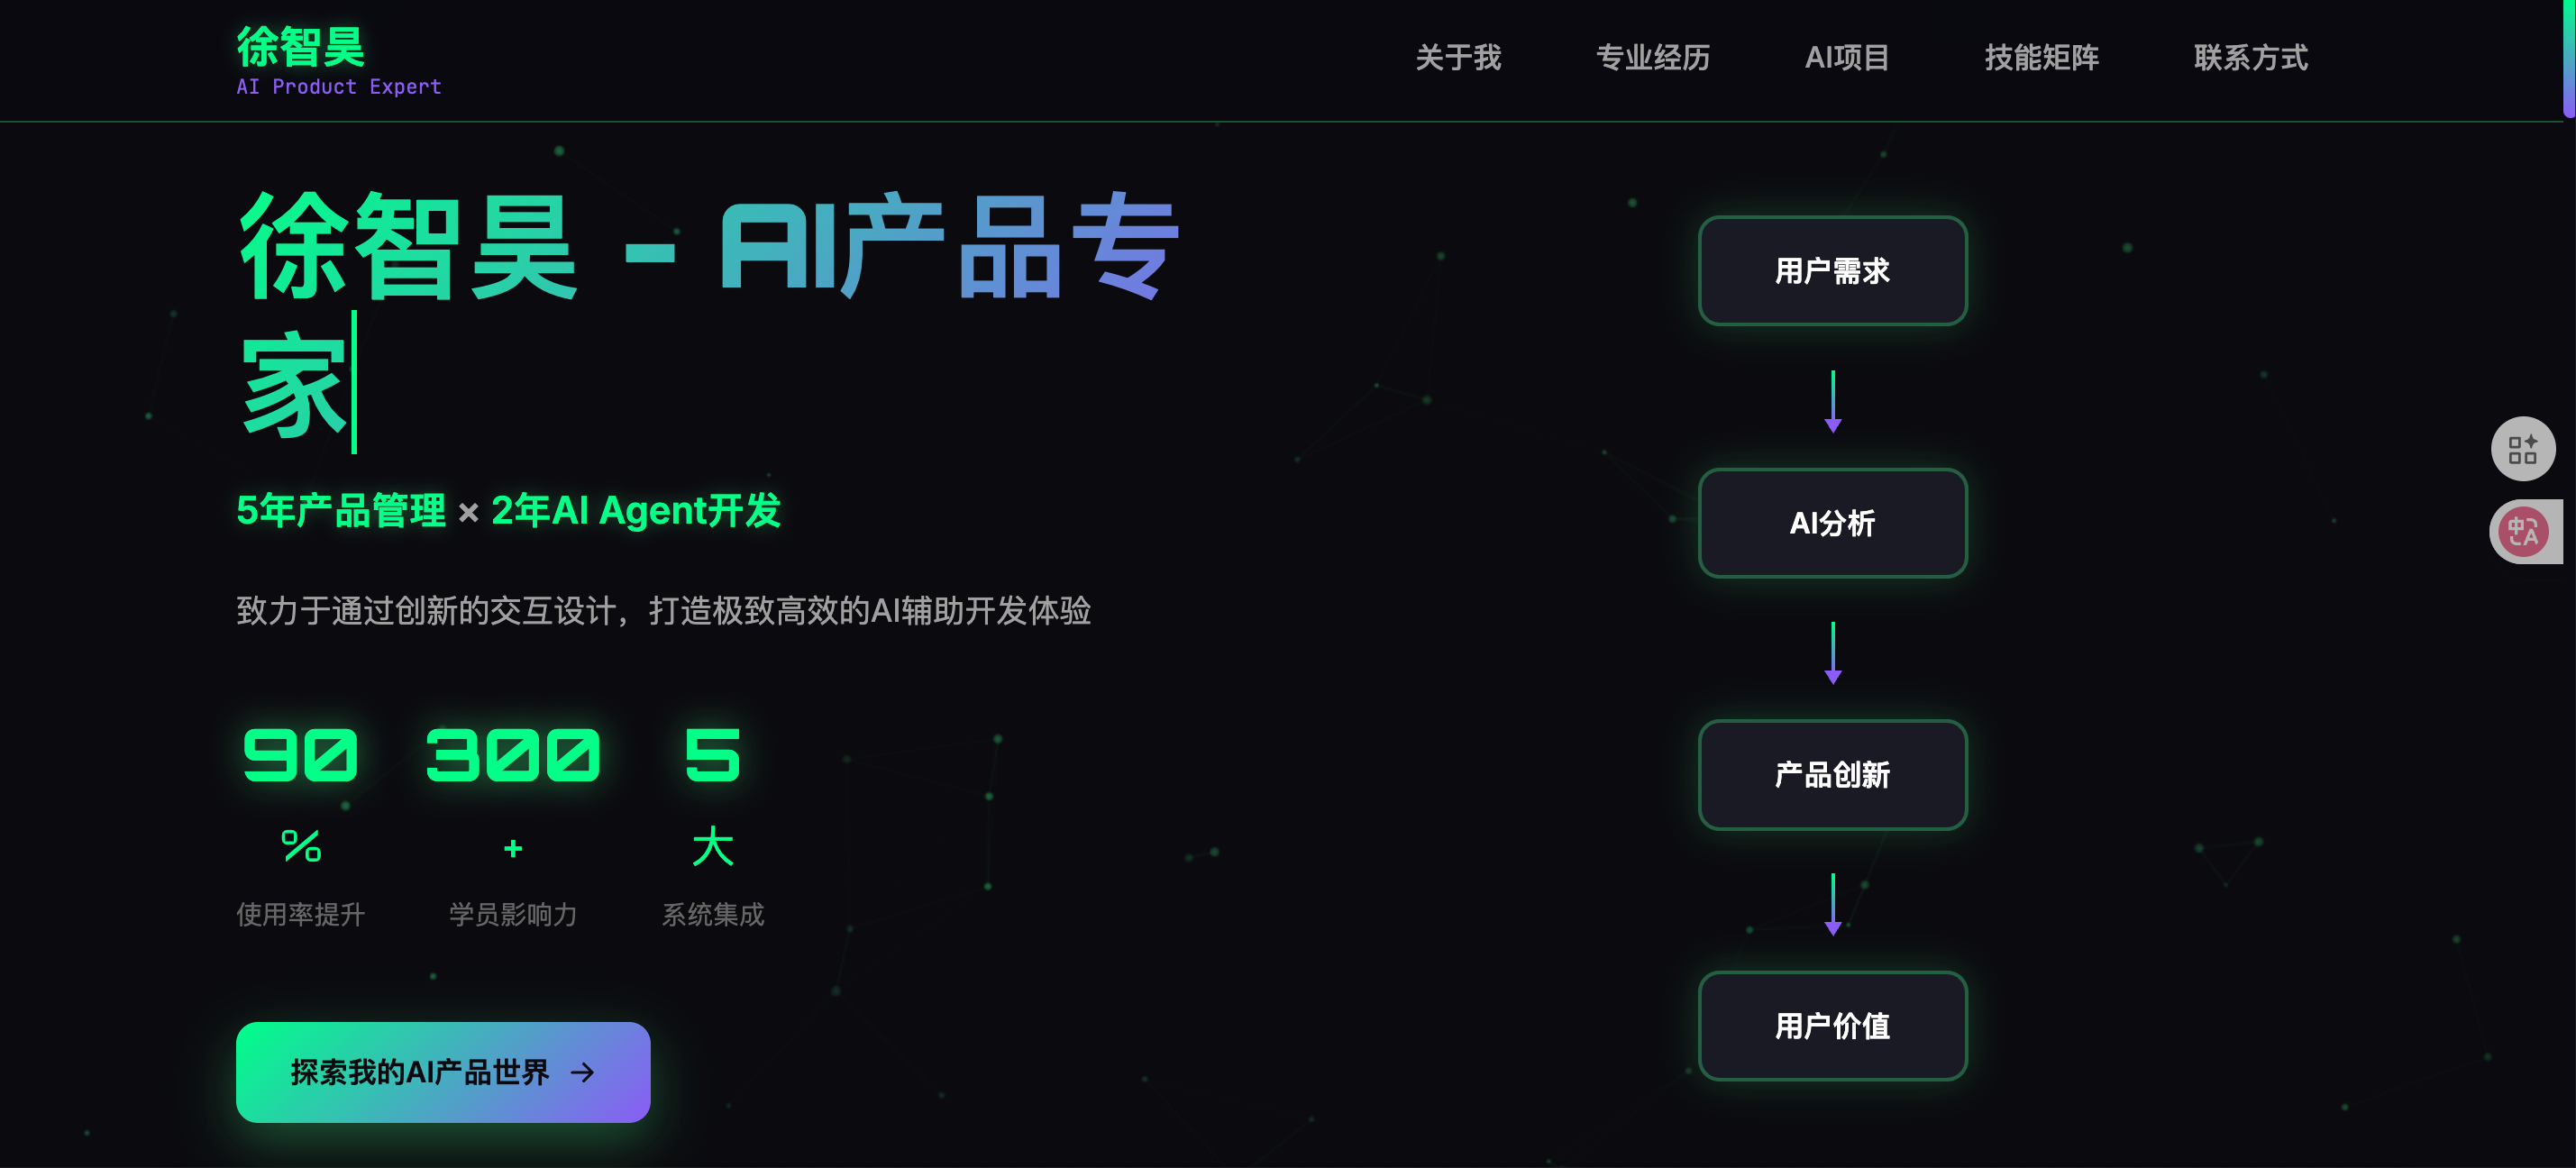 徐智昊
AI Product Expert
关于我
专业经历
AI项目
技能矩阵
联系方式
徐智昊 - AI产品专
家
5年产品管理 × 2年AI Agent开发
致力于通过创新的交互设计，打造极致高效的AI辅助开发体验
90
%
使用率提升
300
+
学员影响力
5
大
系统集成
探索我的AI产品世界 →
用户需求
AI分析
产品创新
用户价值
中A